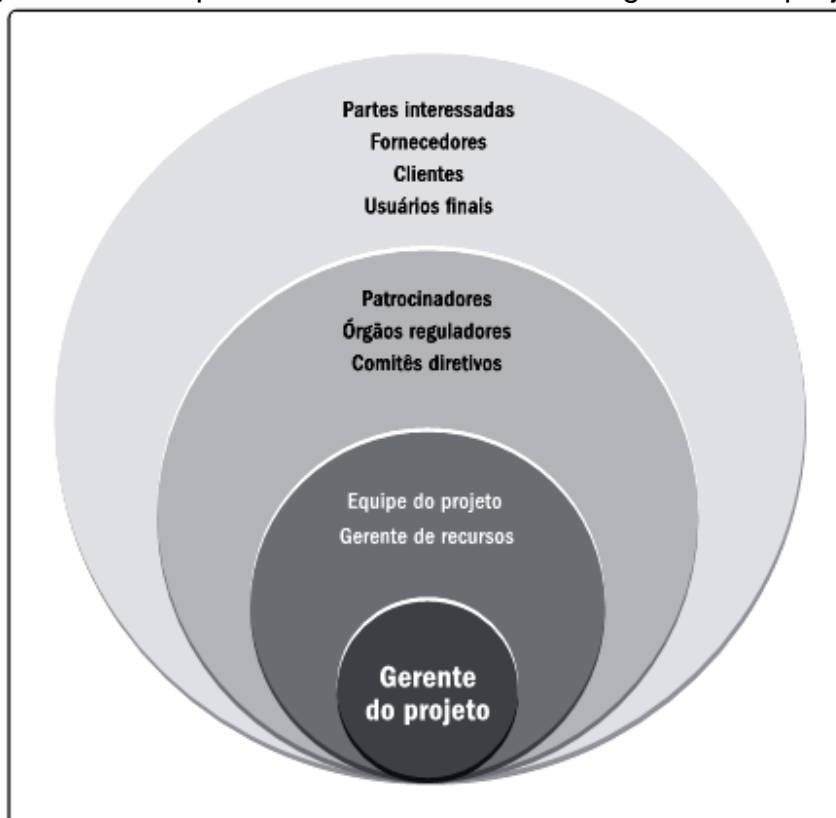 Partes interessadas
Fornecedores
Clientes
Usuários finais
Patrocinadores
Órgãos reguladores
Comitês diretivos
Equipe do projeto
Gerente de recursos
Gerente
do projeto